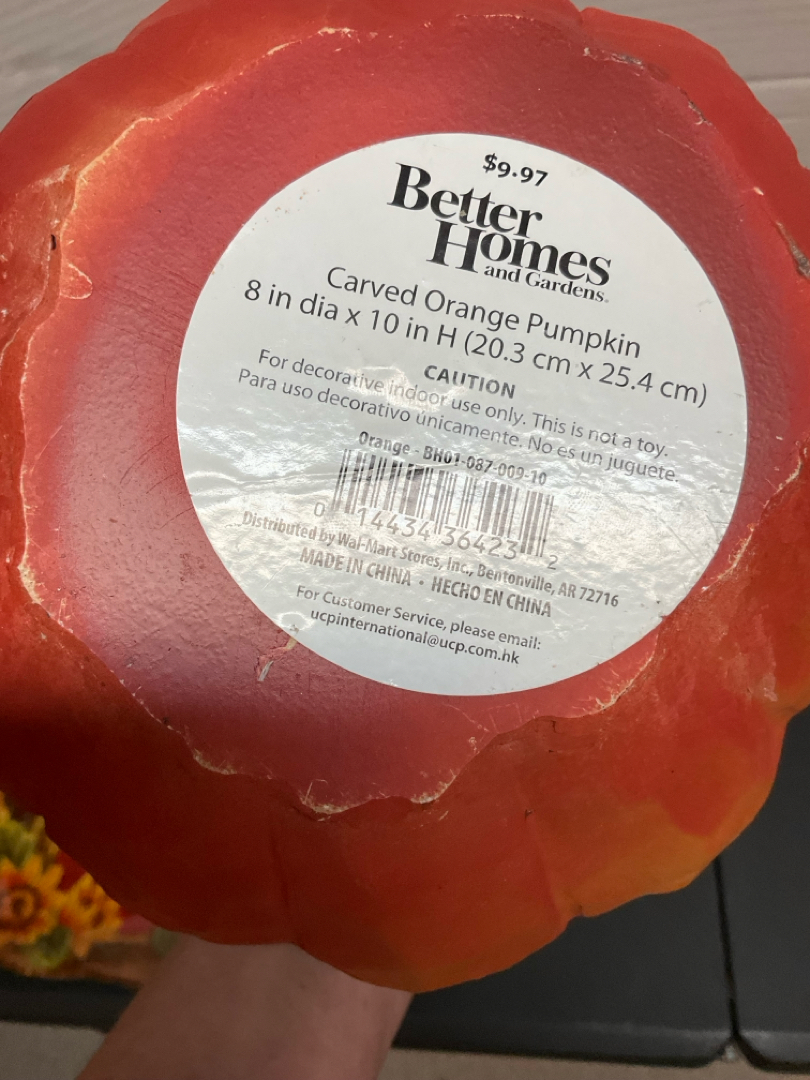 $9.97
Better
Homes
and Gardens®
Carved Orange Pumpkin
8 in dia x 10 in H (20.3 cm x 25.4 cm)
CAUTION
For decorative indoor use only. This is not a toy.
Para uso decorativo únicamente. No es un juguete.
Orange - BH01-087-009-10
0 14434 36423 2
Distributed by Wal-Mart Stores, Inc., Bentonville, AR 72716
MADE IN CHINA • HECHO EN CHINA
For Customer Service, please email:
ucpinternational@ucp.com.hk